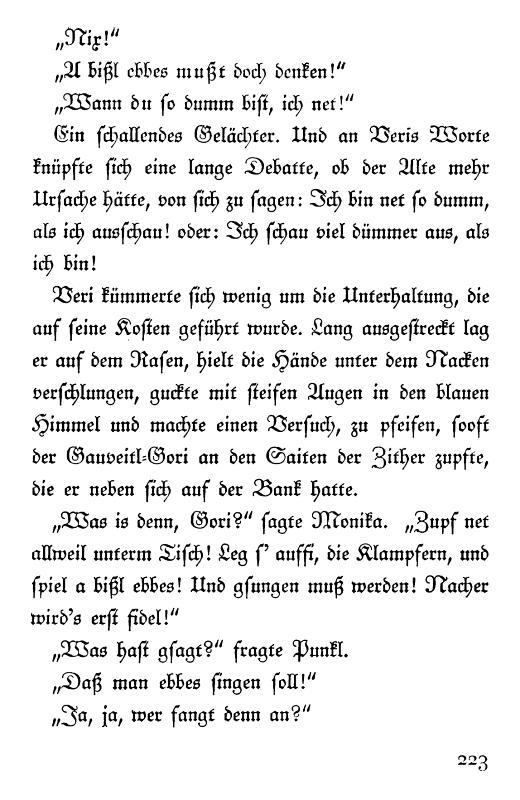 „Nix!“
„A bißl ebbes mußt doch denken!“
„Wann du so dumm bist, ich net!“
Ein schallendes Gelächter. Und an Veris Worte
knüpfte sich eine lange Debatte, ob der Alte mehr
Ursache hätte, von sich zu sagen: Ich bin net so dumm,
als ich ausschau! oder: Ich schau viel dümmer aus, als
ich bin!
Veri kümmerte sich wenig um die Unterhaltung, die
auf seine Kosten geführt wurde. Lang ausgestreckt lag
er auf dem Rasen, hielt die Hände unter dem Nacken
verschlungen, guckte mit steifen Augen in den blauen
Himmel und machte einen Versuch, zu pfeifen, sooft
der Gauveitl-Gori an den Saiten der Zither zupfte,
die er neben sich auf der Bank hatte.
„Was is denn, Gori?“ sagte Monika. „Zupf net
allweil unterm Tisch! Leg s’ auffi, die Klampfern, und
spiel a bißl ebbes! Und gsungen muß werden! Nacher
wird’s erst fidel!“
„Was hast gsagt?“ fragte Punkl.
„Daß man ebbes singen soll!“
„Ja, ja, wer fangt denn an?“
223